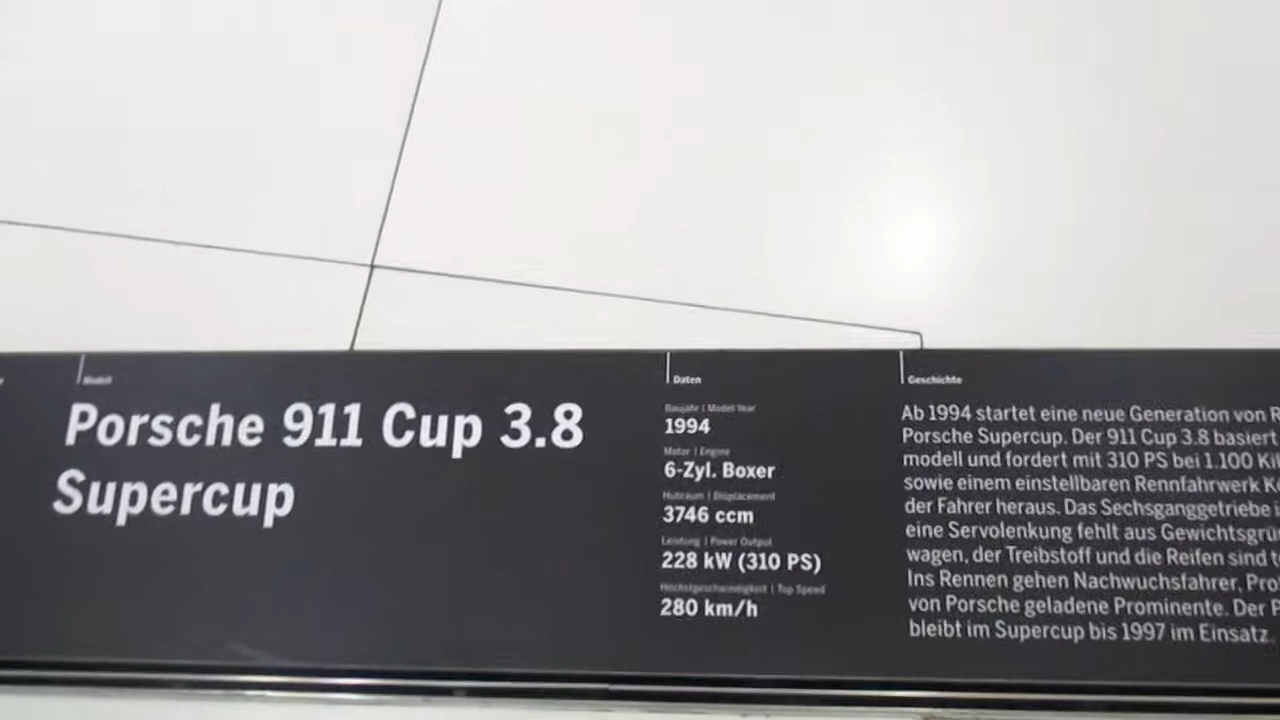 Modell
Porsche 911 Cup 3.8
Supercup
Daten
Baujahr | Model Year
1994
Motor | Engine
6-Zyl. Boxer
Hubraum | Displacement
3746 ccm
Leistung | Power Output
228 kW (310 PS)
Höchstgeschwindigkeit | Top Speed
280 km/h
Geschichte
Ab 1994 startet eine neue Generation von
Porsche Supercup. Der 911 Cup 3.8 basiert
modell und fordert mit 310 PS bei 1.100
sowie einem einstellbaren Rennfahrwerk
der Fahrer heraus. Das Sechsganggetriebe
eine Servolenkung fehlt aus
wagen, der Treibstoff und die Reifen sind
Ins Rennen gehen Nachwuchsfahrer,
von Porsche geladene Prominente. Der
bleibt im Supercup bis 1997 im Einsatz.